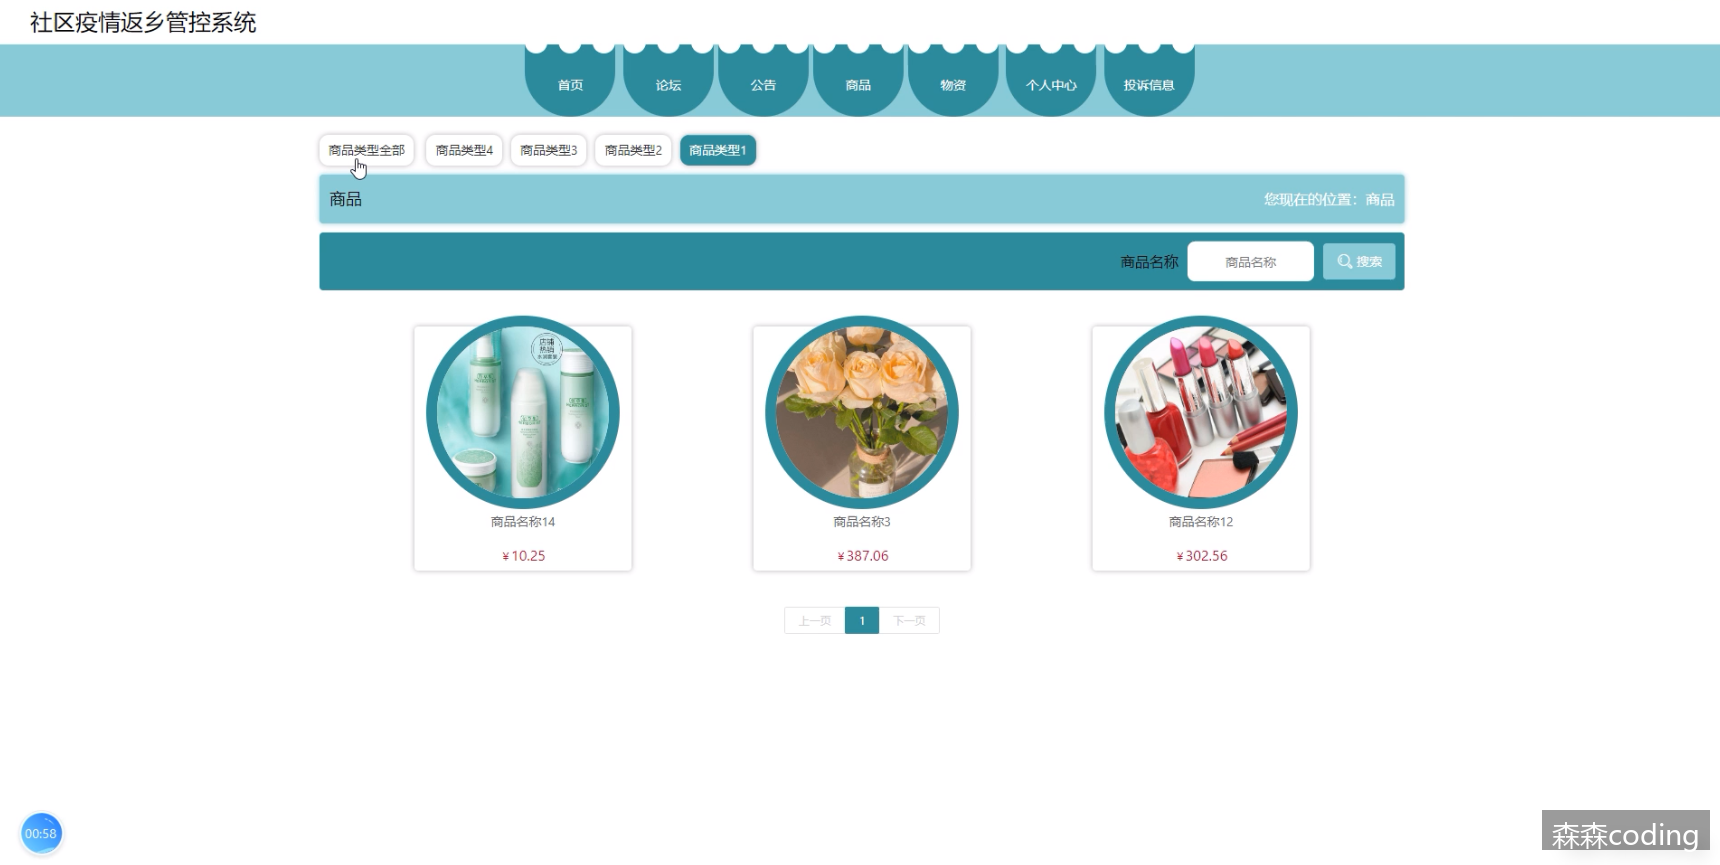 社区疫情返乡管控系统
首页 论坛 公告 商品 物资 个人中心 投诉信息
商品类型全部 商品类型4 商品类型3 商品类型2 商品类型1
商品 您现在的位置：商品
商品名称 商品名称 搜索
店铺
热销
商品名称14 商品名称3 商品名称12
¥10.25 ¥387.06 ¥302.56
上一页 1 下一页
00:58
森森coding